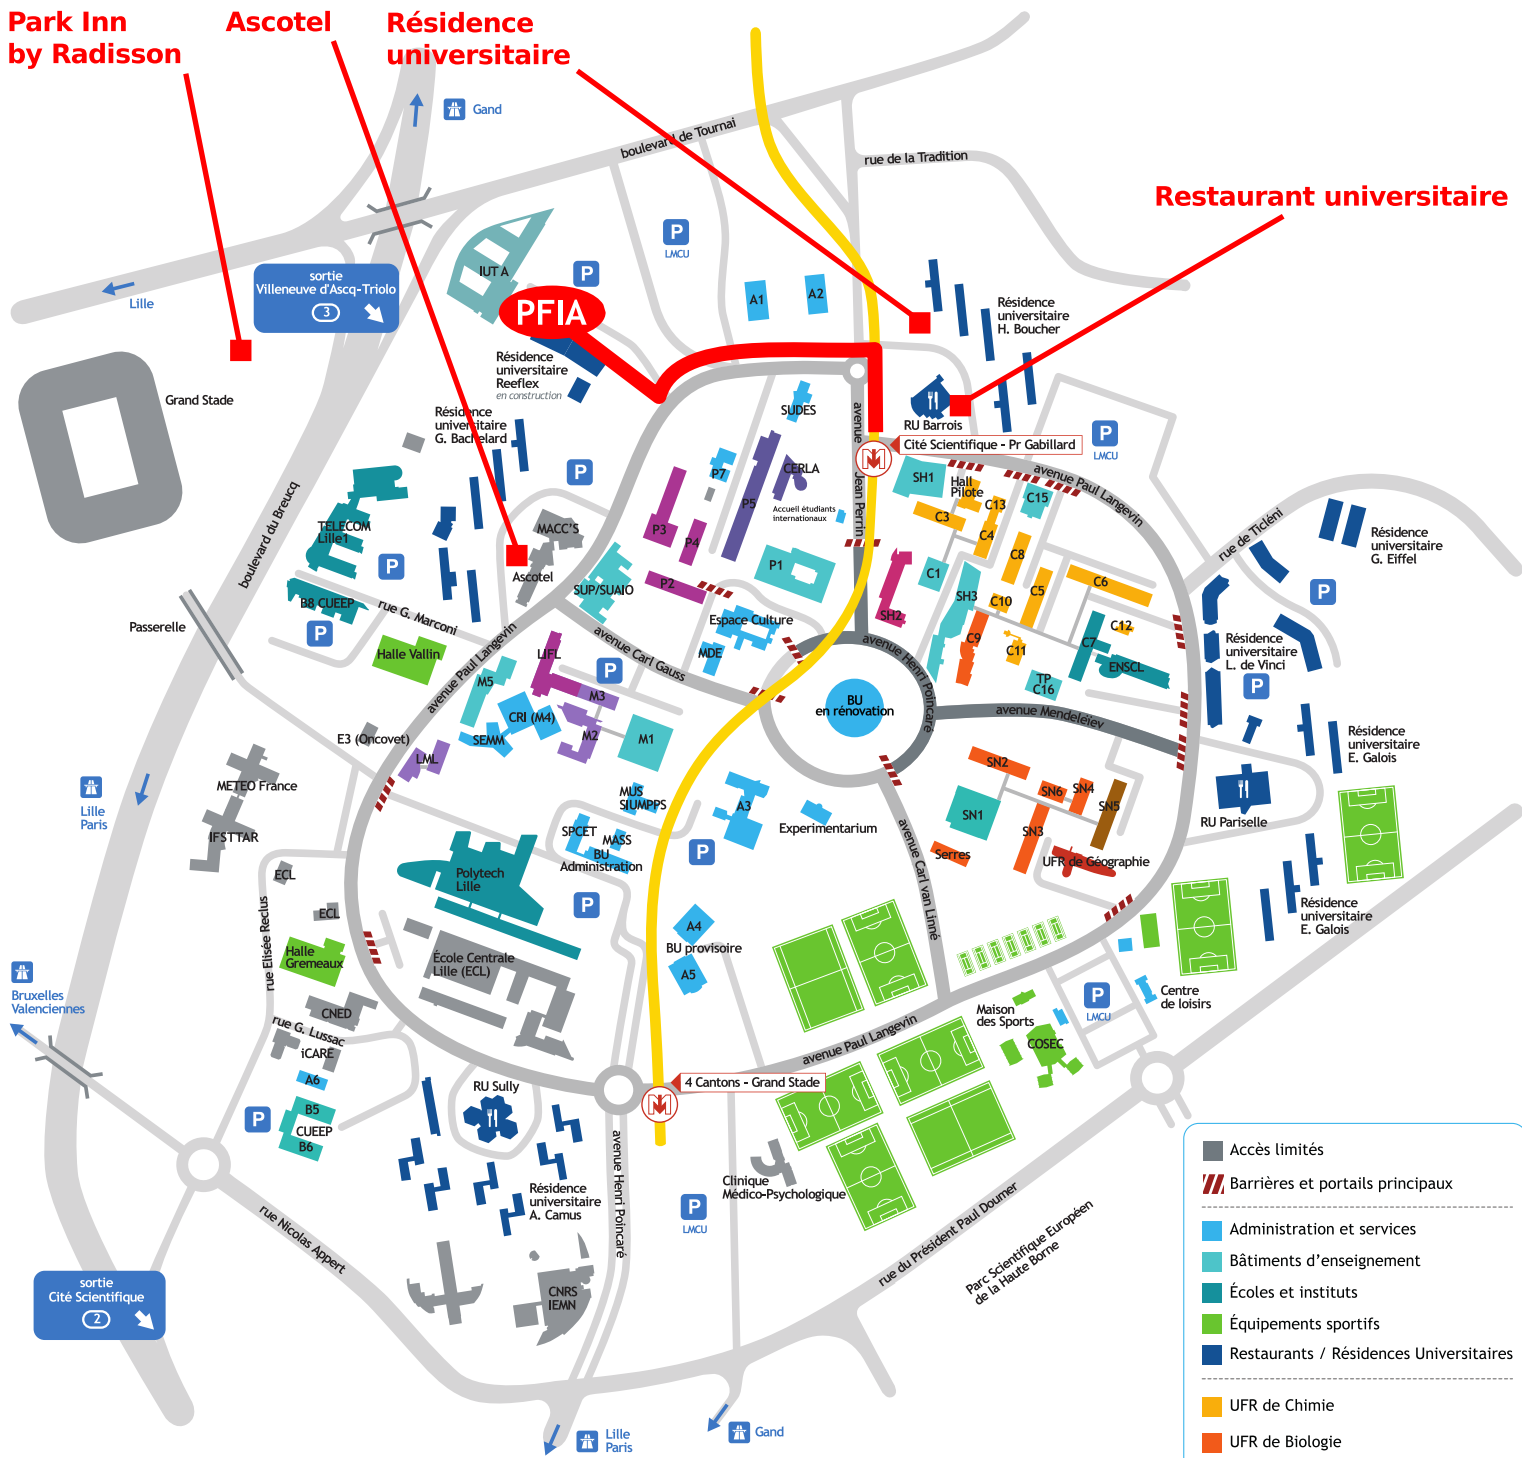 Park Inn
by Radisson
Ascotel
Résidence
universitaire
Restaurant universitaire
Gand
boulevard de Tournai
rue de la Tradition
P
LMCU
IUT A
P
sortie
Villeneuve d'Ascq-Triolo
3
Lille
PFIA
A1
A2
Résidence
universitaire
H. Boucher
Grand Stade
Résidence
universitaire
Reeflex
en construction
SUDES
RU Barrois
Résidence
universitaire
G. Bachelard
avenue Jean Perrin
Cité Scientifique - Pr Gabillard
P
LMCU
avenue Paul Langevin
P
P7
CERLA
SH1
Hall
Pilote
C13
C15
P5
Accueil étudiants
internationaux
C3
C4
boulevard du Breucq
TELECOM
Lille1
MACC'S
P3
P4
rue de Ticléni
Résidence
universitaire
G. Eiffel
P
Ascotel
P1
C1
C8
C6
P2
SUP/SUAIO
SH3
C5
C10
SH2
P
B8 CUEEP
rue G. Marconi
P
Passerelle
Halle Vallin
avenue Paul Langevin
avenue Carl Gauss
Espace Culture
MDE
avenue Henri Poincaré
C9
C11
C12
C7
ENSCL
TP
C16
Résidence
universitaire
L. de Vinci
P
LIFL
P
M5
M3
CRI (M4)
M2
M1
SEMM
LML
E3 (Oncovet)
BU
en rénovation
avenue Mendeleïev
Résidence
universitaire
E. Galois
METEO France
IFSTTAR
Lille
Paris
MUS
SIUMPPS
SPCET
MASS
BU
Administration
A3
Experimentarium
P
SN2
SN6
SN4
SN5
SN1
SN3
Serres
UFR de Géographie
RU Pariselle
avenue Carl van Linné
ECL
ECL
Polytech
Lille
P
rue Elisée Reclus
Halle
Gremeaux
École Centrale
Lille (ECL)
A4
BU provisoire
A5
Résidence
universitaire
E. Galois
Bruxelles
Valenciennes
CNED
rue G. Lussac
iCARE
A6
P
B5
CUEEP
B6
RU Sully
4 Cantons - Grand Stade
avenue Paul Langevin
Maison
des Sports
COSEC
P
LMCU
Centre
de loisirs
avenue Henri Poincaré
Résidence
universitaire
A. Camus
P
LMCU
Clinique
Médico-Psychologique
rue du Président Paul Doumer
Parc Scientifique Européen
de la Haute Borne
rue Nicolas Appert
sortie
Cité Scientifique
2
CNRS
IEMN
Lille
Paris
Gand
Accès limités
Barrières et portails principaux
Administration et services
Bâtiments d'enseignement
Écoles et instituts
Équipements sportifs
Restaurants / Résidences Universitaires
UFR de Chimie
UFR de Biologie